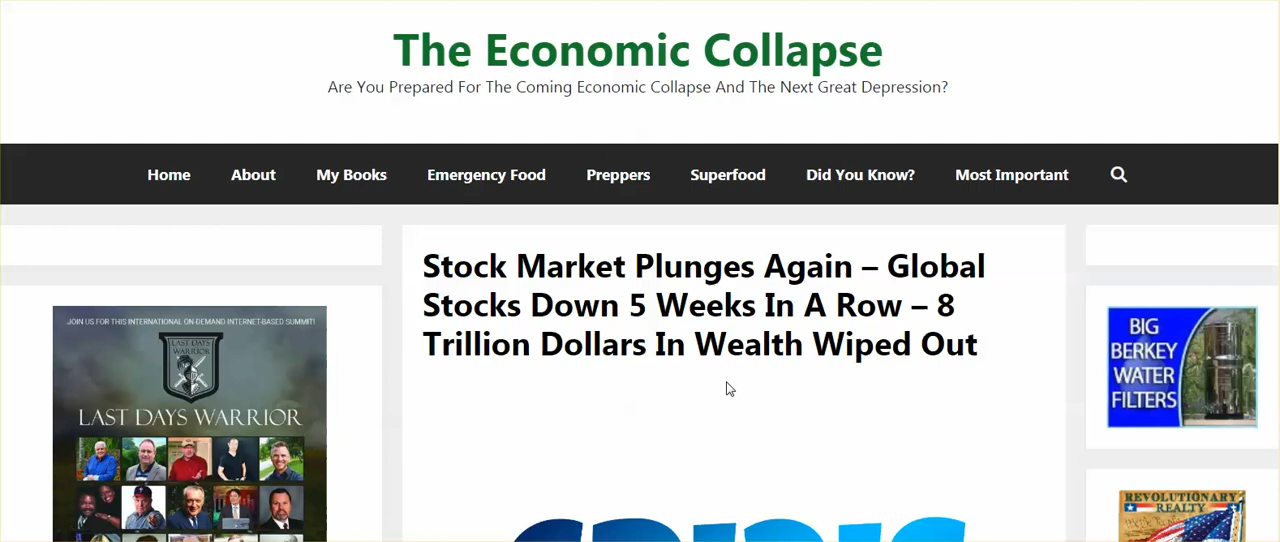 The Economic Collapse
Are You Prepared For The Coming Economic Collapse And The Next Great Depression?
Home About My Books Emergency Food Preppers Superfood Did You Know? Most Important
Stock Market Plunges Again – Global
Stocks Down 5 Weeks In A Row – 8
Trillion Dollars In Wealth Wiped Out
JOIN US FOR THIS INTERNATIONAL ON-DEMAND INTERNET-BASED SUMMIT!
LAST DAYS
WARRIOR
LAST DAYS WARRIOR
BIG
BERKEY
WATER
FILTERS
REVOLUTIONARY
REALTY